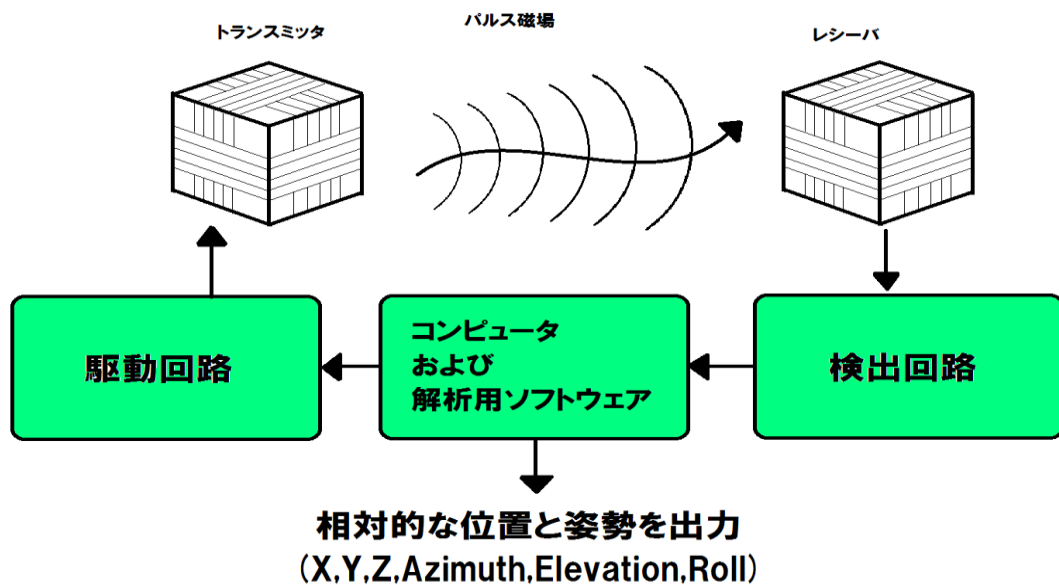 パルス磁場
トランスミッタ
レシーバ
駆動回路
コンピュータ
および
解析用ソフトウェア
検出回路
相対的な位置と姿勢を出力
(X,Y,Z,Azimuth,Elevation,Roll)